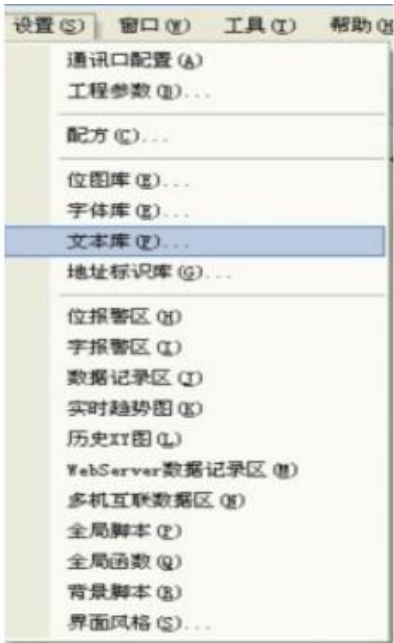 设置(S) 窗口(W) 工具(T) 帮助(H
通讯口配置(A)
工程参数(B)...
配方(C)...
位图库(E)...
字体库(E)...
文本库(F)...
地址标识库(G)...
位报警区(H)
字报警区(I)
数据记录区(J)
实时趋势图(K)
历史XY图(L)
WebServer数据记录区(M)
多机互联数据区(N)
全局脚本(P)
全局函数(Q)
背景脚本(R)
界面风格(S)...